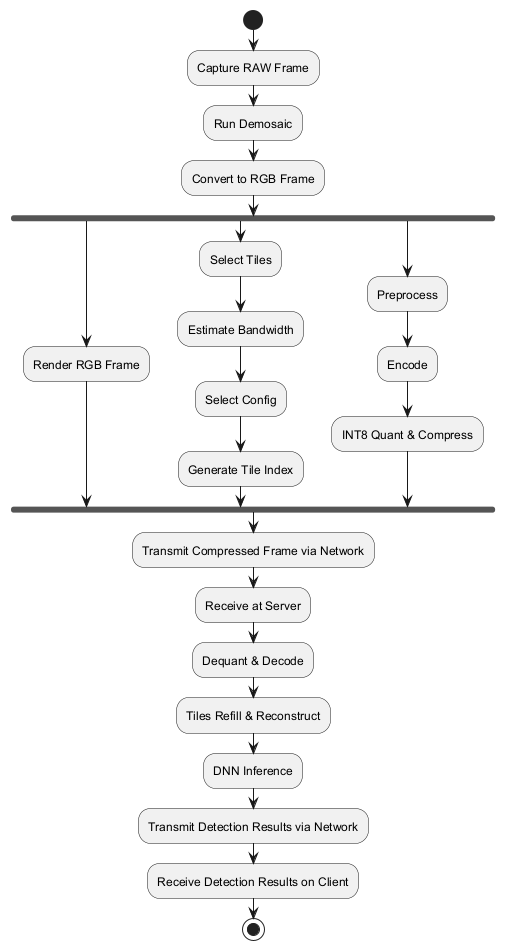 Capture RAW Frame
Run Demosaic
Convert to RGB Frame
Select Tiles
Preprocess
Estimate Bandwidth
Render RGB Frame
Encode
Select Config
INT8 Quant & Compress
Generate Tile Index
Transmit Compressed Frame via Network
Receive at Server
Dequant & Decode
Tiles Refill & Reconstruct
DNN Inference
Transmit Detection Results via Network
Receive Detection Results on Client